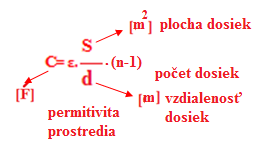 [m²] plocha dosiek
C=ε. S/d .(n-1)
počet dosiek
[F]
[m] vzdialenosť
dosiek
permitivita
prostredia